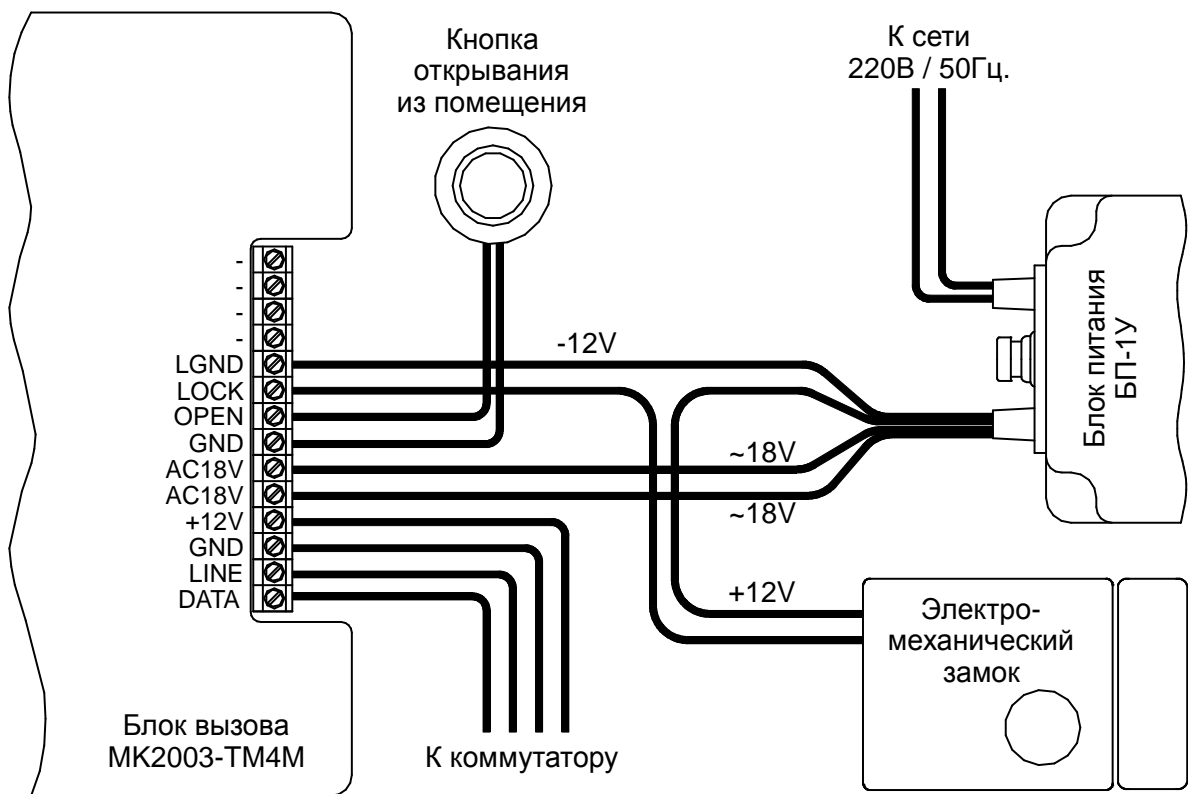 Кнопка
открывания
из помещения
К сети
220В / 50Гц.
-
-
-
-
LGND
LOCK
OPEN
GND
AC18V
AC18V
+12V
GND
LINE
DATA
-12V
~18V
~18V
+12V
Блок питания
БП-1У
Электро-
механический
замок
Блок вызова
МК2003-ТМ4М
К коммутатору